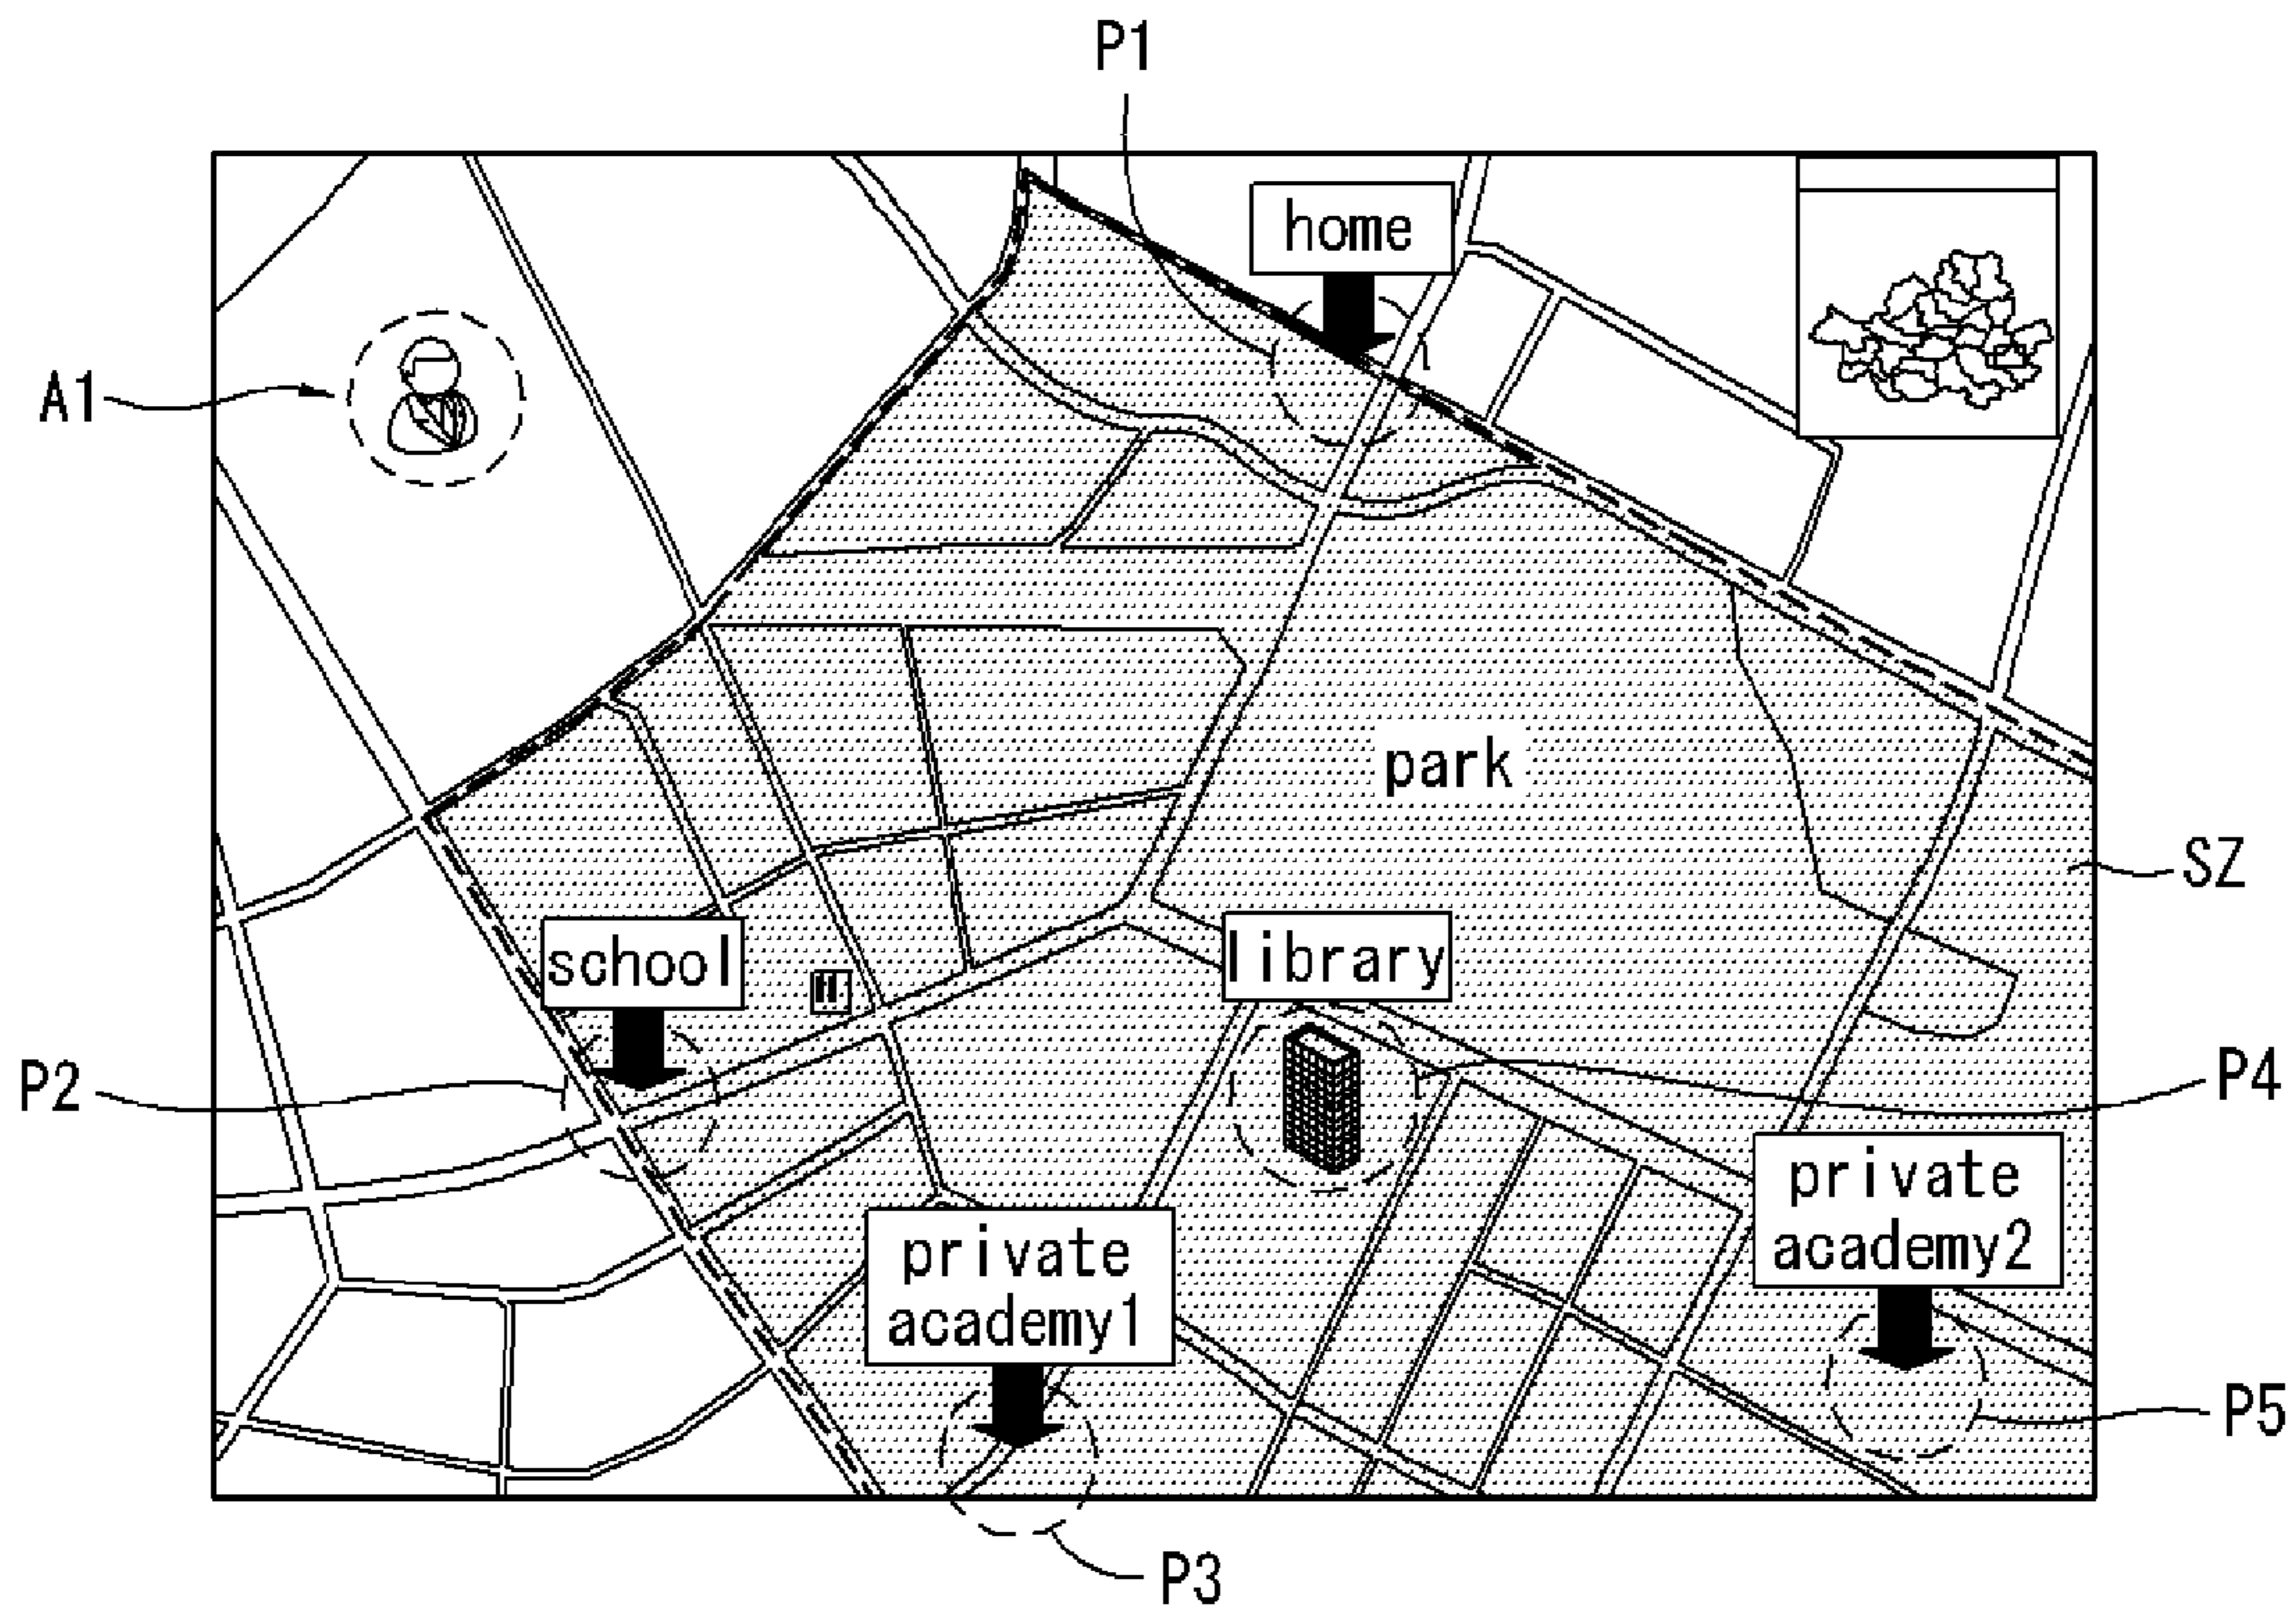 P1
home
A1
park
SZ
school
library
P2
P4
private
academy2
private
academy1
P5
P3